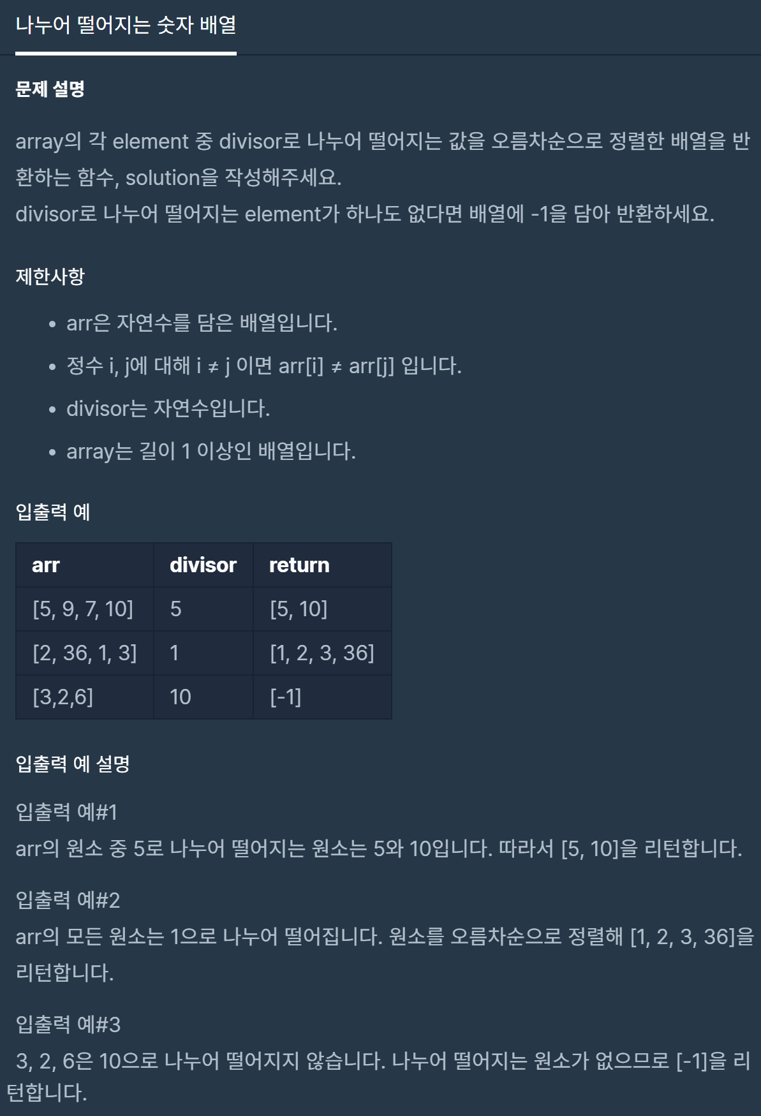 나누어 떨어지는 숫자 배열
문제 설명
array의 각 element 중 divisor로 나누어 떨어지는 값을 오름차순으로 정렬한 배열을 반
환하는 함수, solution을 작성해주세요.
divisor로 나누어 떨어지는 element가 하나도 없다면 배열에 -1을 담아 반환하세요.
제한사항
• arr은 자연수를 담은 배열입니다.
• 정수 i, j에 대해 i ≠ j 이면 arr[i] ≠ arr[j] 입니다.
• divisor는 자연수입니다.
• array는 길이 1 이상인 배열입니다.
입출력 예
arr divisor return
[5, 9, 7, 10] 5 [5, 10]
[2, 36, 1, 3] 1 [1, 2, 3, 36]
[3,2,6] 10 [-1]
입출력 예 설명
입출력 예#1
arr의 원소 중 5로 나누어 떨어지는 원소는 5와 10입니다. 따라서 [5, 10]을 리턴합니다.
입출력 예#2
arr의 모든 원소는 1으로 나누어 떨어집니다. 원소를 오름차순으로 정렬해 [1, 2, 3, 36]을
리턴합니다.
입출력 예#3
3, 2, 6은 10으로 나누어 떨어지지 않습니다. 나누어 떨어지는 원소가 없으므로 [-1]을 리
턴합니다.